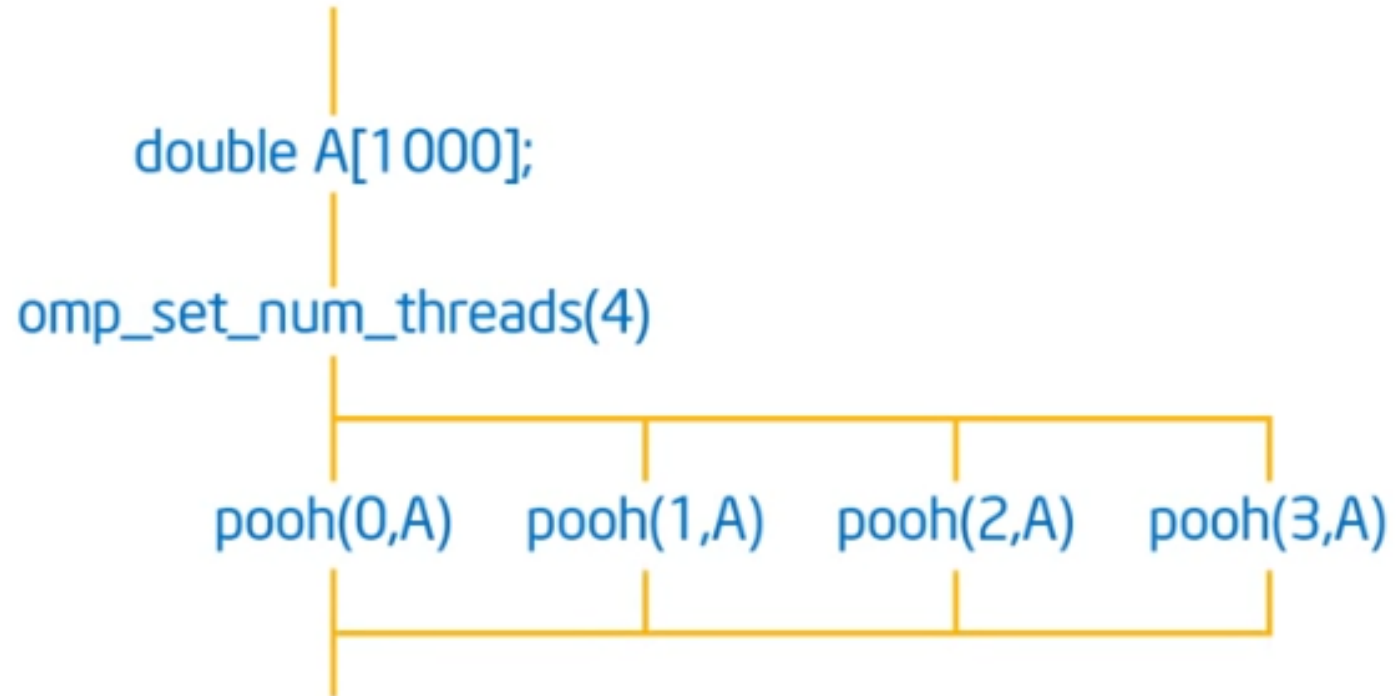 double A[1000];
omp_set_num_threads(4)
pooh(0,A) pooh(1,A) pooh(2,A) pooh(3,A)